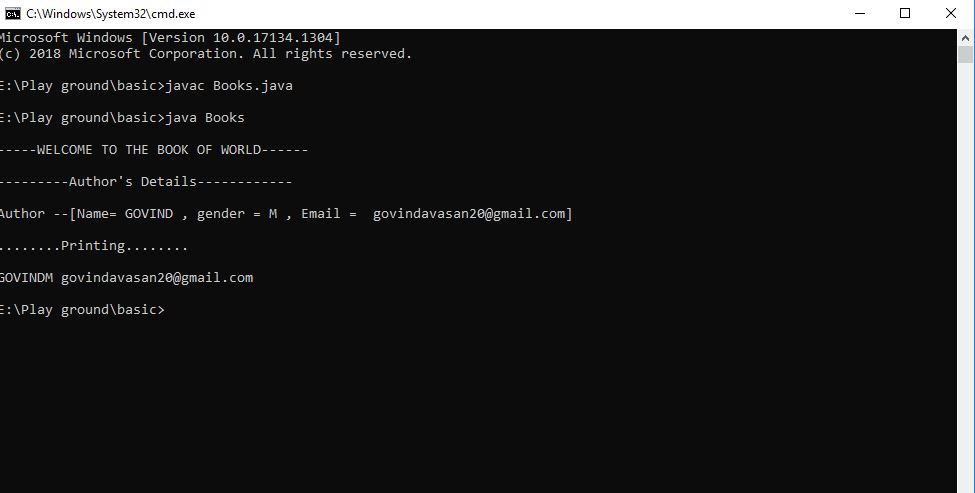 C:\Windows\System32\cmd.exe
Microsoft Windows [Version 10.0.17134.1304]
(c) 2018 Microsoft Corporation. All rights reserved.
E:\Play ground\basic>javac Books.java
E:\Play ground\basic>java Books
-----WELCOME TO THE BOOK OF WORLD------
---------Author's Details------------
Author --[Name= GOVIND , gender = M , Email =  govindavasan20@gmail.com]
........Printing........
GOVINDM govindavasan20@gmail.com
E:\Play ground\basic>